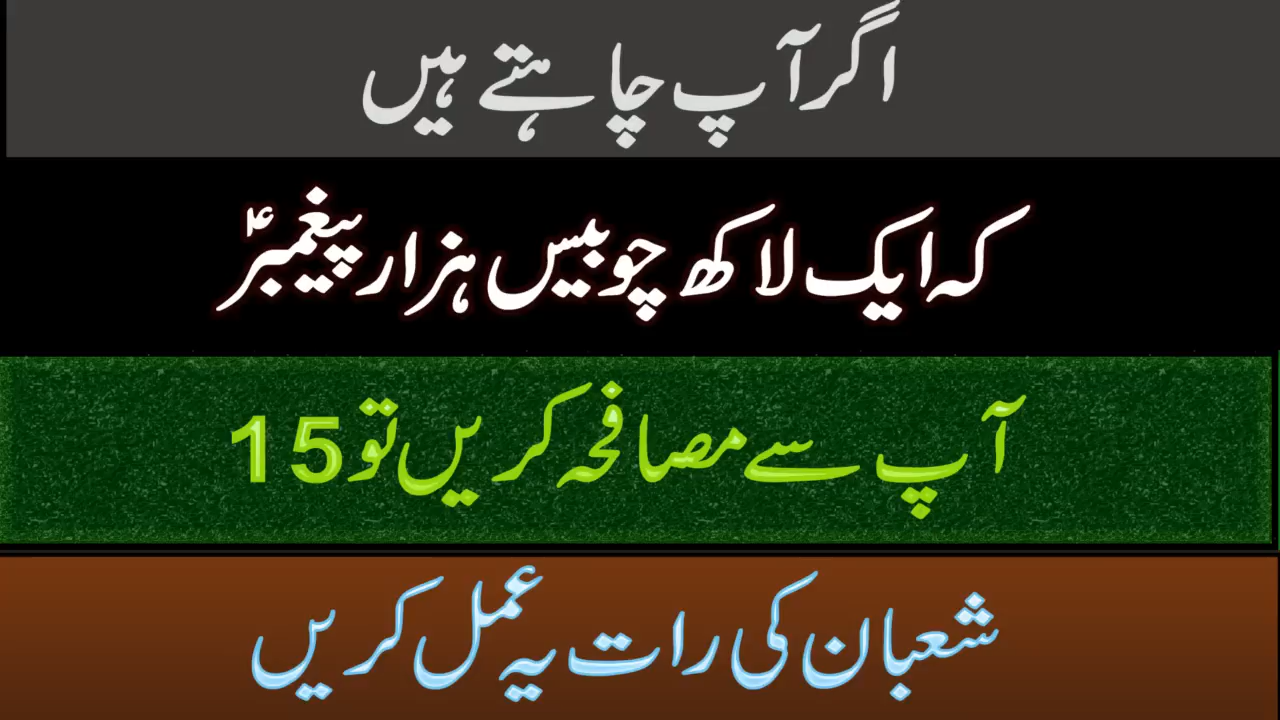 اگر آپ چاہتے ہیں
کہ ایک لاکھ چوبیس ہزار پیغمبرؑ
آپ سے مصافحہ کریں تو 15
شعبان کی رات یہ عمل کریں